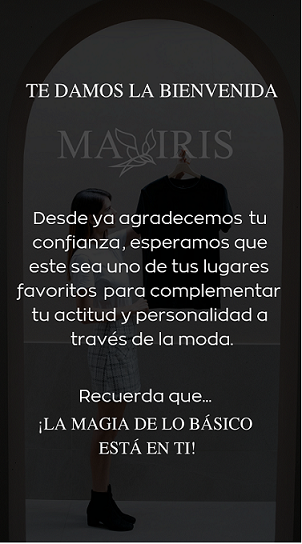 TE DAMOS LA BIENVENIDA
MAVIRIS
Desde ya agradecemos tu
confianza, esperamos que
este sea uno de tus lugares
favoritos para complementar
tu actitud y personalidad a
través de la moda.
Recuerda que...
¡LA MAGIA DE LO BÁSICO
ESTÁ EN TI!